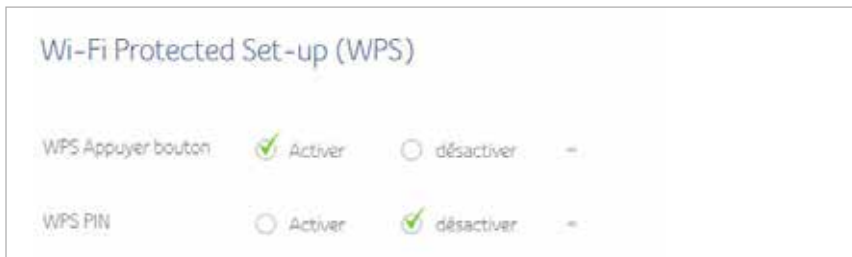 Wi-Fi Protected Set-up (WPS)
WPS Appuyer bouton Activer désactiver -
WPS PIN Activer désactiver -